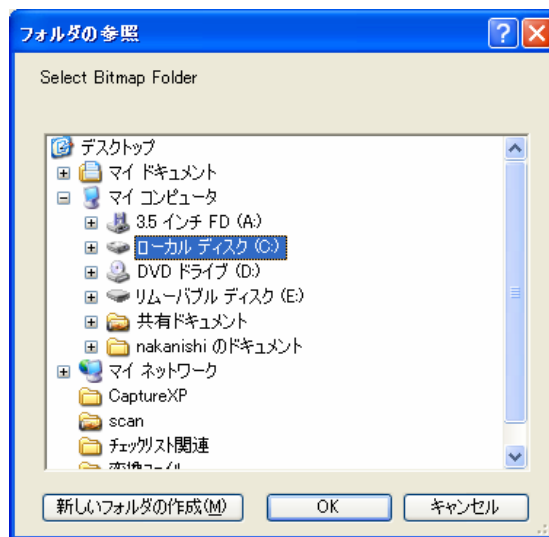 フォルダの参照
Select Bitmap Folder
デスクトップ
マイ ドキュメント
マイ コンピュータ
3.5 インチ FD (A:)
ローカル ディスク (C:)
DVD ドライブ (D:)
リムーバブル ディスク (E:)
共有ドキュメント
nakanishi のドキュメント
マイ ネットワーク
CaptureXP
scan
チェックリスト関連
新しいフォルダの作成(M)
OK
キャンセル